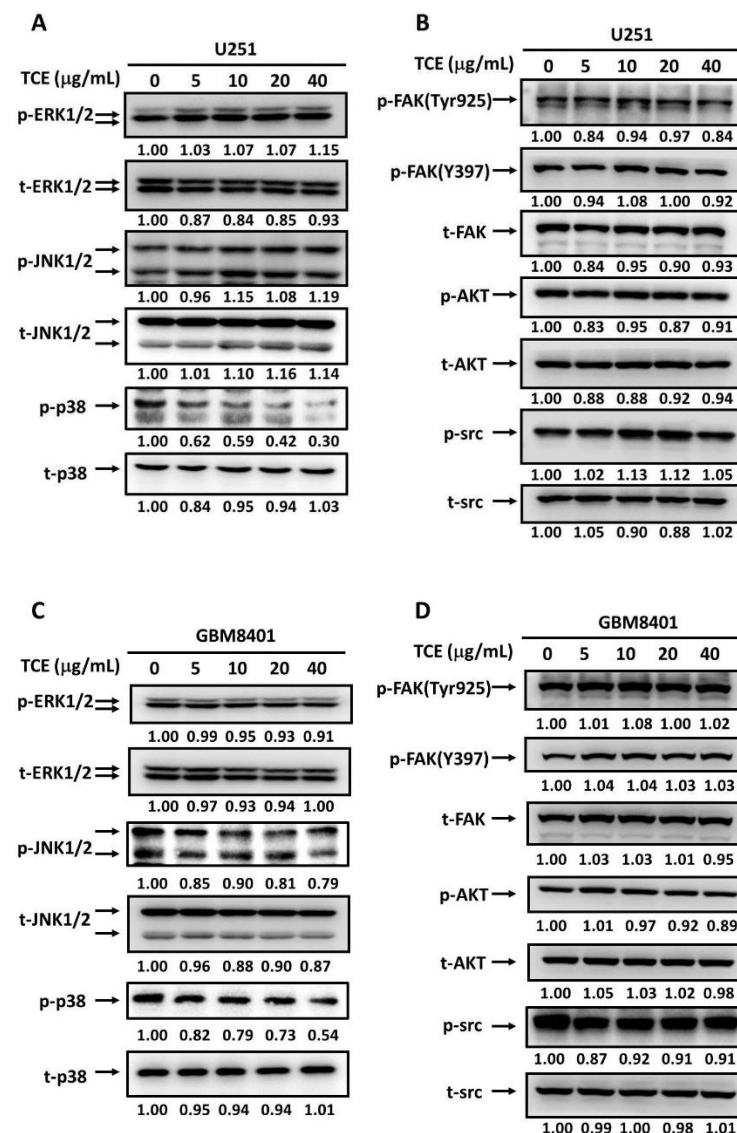 A
U251
TCE (μg/mL) 0 5 10 20 40
p-ERK1/2
1.00 1.03 1.07 1.07 1.15
t-ERK1/2
1.00 0.87 0.84 0.85 0.93
p-JNK1/2
1.00 0.96 1.15 1.08 1.19
t-JNK1/2
1.00 1.01 1.10 1.16 1.14
p-p38
1.00 0.62 0.59 0.42 0.30
t-p38
1.00 0.84 0.95 0.94 1.03
B
U251
TCE (μg/mL) 0 5 10 20 40
p-FAK(Tyr925)
1.00 0.84 0.94 0.97 0.84
p-FAK(Y397)
1.00 0.94 1.08 1.00 0.92
t-FAK
1.00 0.84 0.95 0.90 0.93
p-AKT
1.00 0.83 0.95 0.87 0.91
t-AKT
1.00 0.88 0.88 0.92 0.94
p-src
1.00 1.02 1.13 1.12 1.05
t-src
1.00 1.05 0.90 0.88 1.02
C
GBM8401
TCE (μg/mL) 0 5 10 20 40
p-ERK1/2
1.00 0.99 0.95 0.93 0.91
t-ERK1/2
1.00 0.97 0.93 0.94 1.00
p-JNK1/2
1.00 0.85 0.90 0.81 0.79
t-JNK1/2
1.00 0.96 0.88 0.90 0.87
p-p38
1.00 0.82 0.79 0.73 0.54
t-p38
1.00 0.95 0.94 0.94 1.01
D
GBM8401
TCE (μg/mL) 0 5 10 20 40
p-FAK(Tyr925)
1.00 1.01 1.08 1.00 1.02
p-FAK(Y397)
1.00 1.04 1.04 1.03 1.03
t-FAK
1.00 1.03 1.03 1.01 0.95
p-AKT
1.00 1.01 0.97 0.92 0.89
t-AKT
1.00 1.05 1.03 1.02 0.98
p-src
1.00 0.87 0.92 0.91 0.91
t-src
1.00 0.99 1.00 0.98 1.01